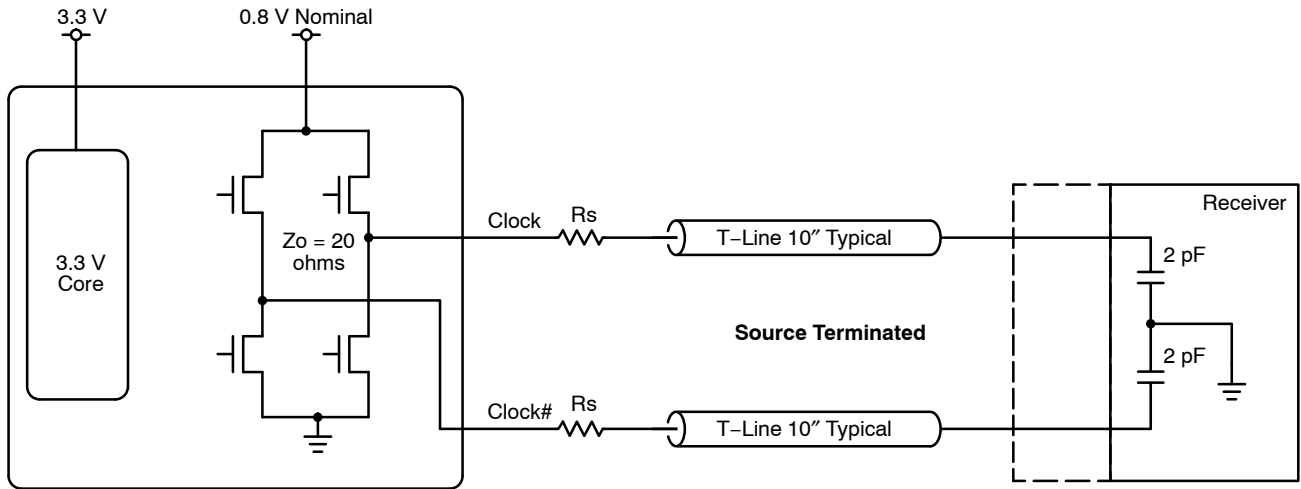 3.3 V
0.8 V Nominal
Receiver
Clock
Rs
T–Line 10″ Typical
Zo = 20
ohms
2 pF
3.3 V
Core
Source Terminated
2 pF
Clock#
Rs
T–Line 10″ Typical